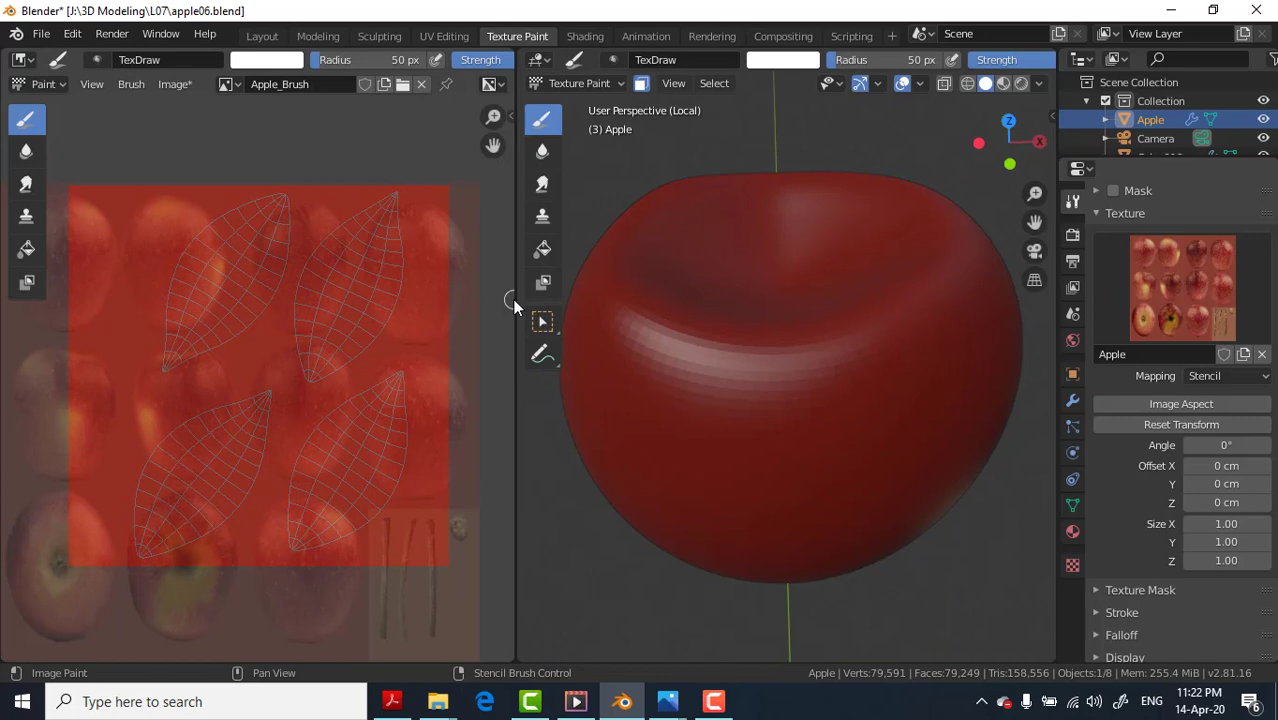 Blender* [J:\3D Modeling\L07\apple06.blend]
File Edit Render Window Help Layout Modeling Sculpting UV Editing Texture Paint Shading Animation Rendering Compositing Scripting Scene View Layer
TexDraw Radius 50 px Strength TexDraw Radius 50 px Strength
Paint View Brush Image* Apple_Brush Texture Paint View Select
Scene Collection
Collection
Apple
Camera
User Perspective (Local)
(3) Apple
Z
X
Mask
Texture
Apple
Mapping Stencil
Image Aspect
Reset Transform
Angle 0°
Offset X 0 cm
Y 0 cm
Z 0 cm
Size X 1.00
Y 1.00
Z 1.00
Texture Mask
Stroke
Falloff
Display
Image Paint Pan View Stencil Brush Control Apple | Verts:79,591 | Faces:79,249 | Tris:158,556 | Objects:1/8 | Mem: 255.4 MiB | v2.81.16
Type here to search
ENG
11:22 PM
14-Apr-20
6